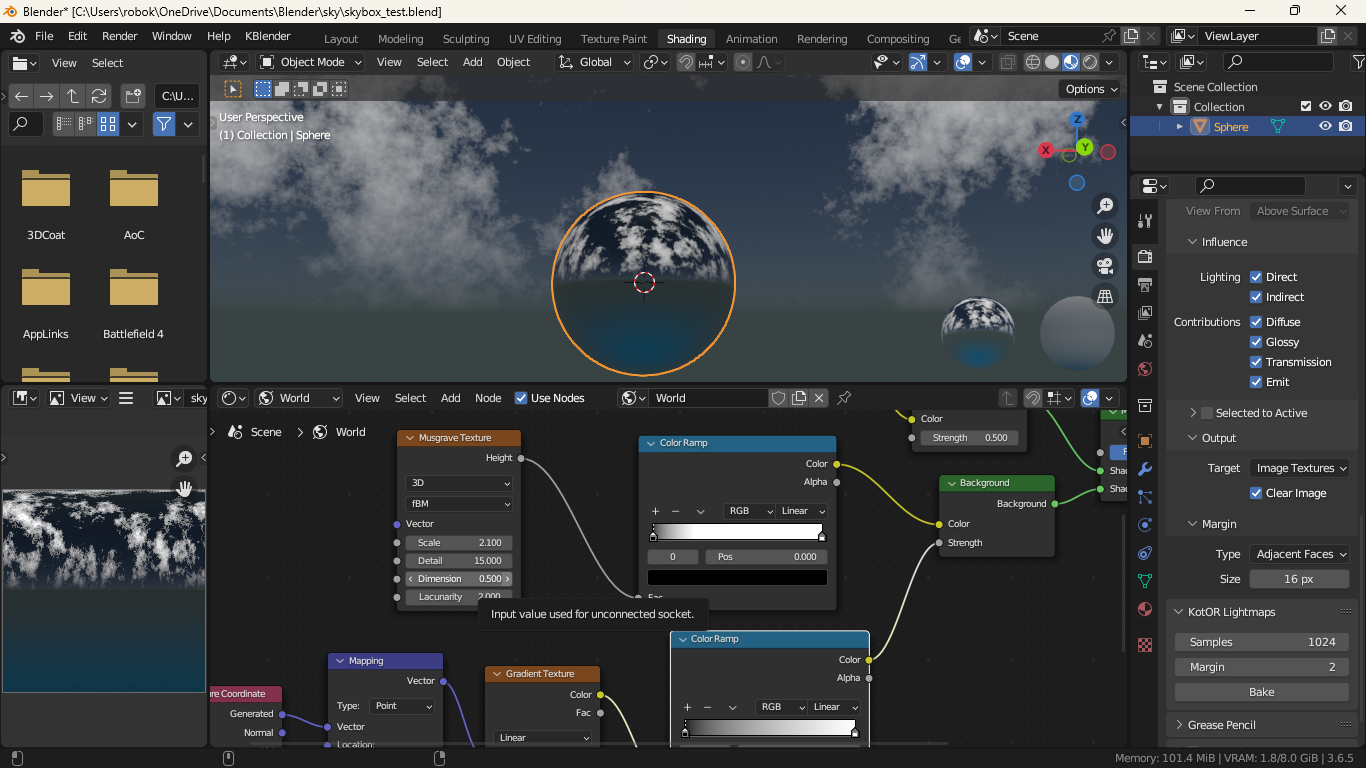 Blender* [C:\Users\robok\OneDrive\Documents\Blender\sky\skybox_test.blend]
File Edit Render Window Help KBlender
Layout Modeling Sculpting UV Editing Texture Paint Shading Animation Rendering Compositing Ge
Scene
ViewLayer
View Select
Object Mode View Select Add Object Global
C:\U...
Options
User Perspective
(1) Collection | Sphere
Z
X
Y
3DCoat
AoC
AppLinks
Battlefield 4
Scene Collection
Collection
Sphere
View From Above Surface
Influence
Lighting Direct
Indirect
Contributions Diffuse
Glossy
Transmission
Emit
Selected to Active
Output
Target Image Textures
Clear Image
Margin
Type Adjacent Faces
Size 16 px
KotOR Lightmaps
Samples 1024
Margin 2
Bake
Grease Pencil
View sky
World View Select Add Node Use Nodes World
Scene World
Musgrave Texture
Height
3D
fBM
Vector
Scale 2.100
Detail 15.000
Dimension 0.500
Lacunarity 2.000
Input value used for unconnected socket.
Color Ramp
Color
Alpha
RGB Linear
0 Pos 0.000
Fac
Color
Strength 0.500
Background
Background
Color
Strength
Shad
Shad
Color Ramp
Color
Alpha
RGB Linear
Mapping
Vector
Type: Point
Vector
Location:
Gradient Texture
Color
Fac
Linear
re Coordinate
Generated
Normal
Memory: 101.4 MiB | VRAM: 1.8/8.0 GiB | 3.6.5